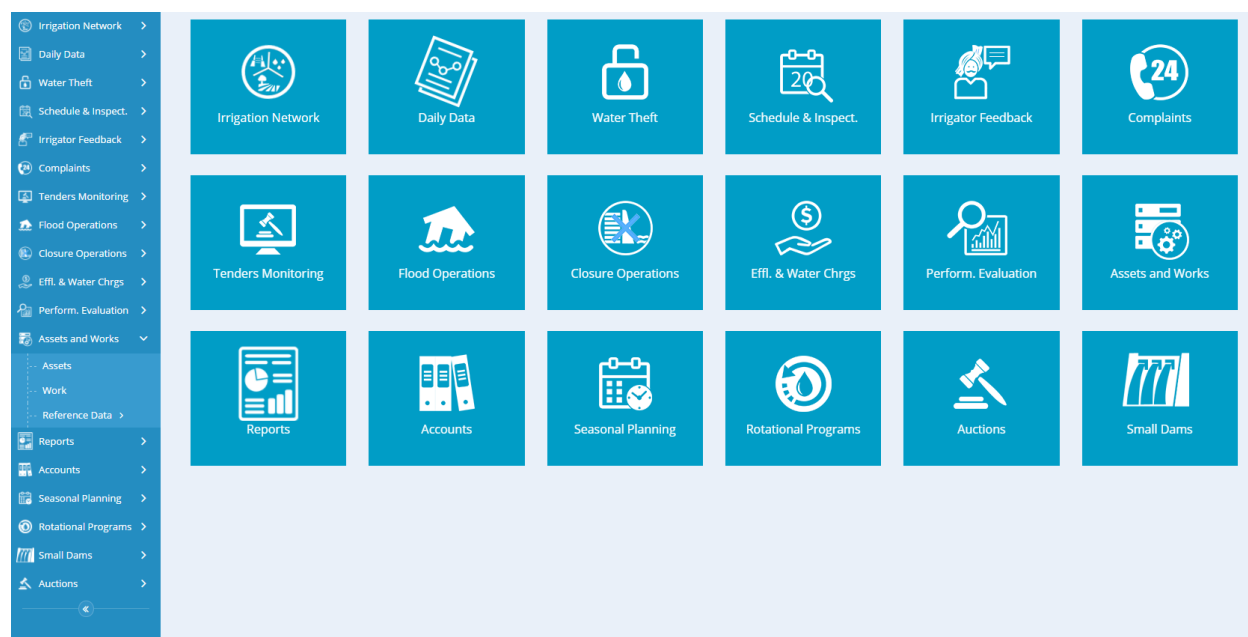 Irrigation Network
Daily Data
Water Theft
Schedule & Inspect.
Irrigator Feedback
Complaints
Tenders Monitoring
Flood Operations
Closure Operations
Effl. & Water Chrgs
Perform. Evaluation
Assets and Works
Assets
Work
Reference Data
Reports
Accounts
Seasonal Planning
Rotational Programs
Small Dams
Auctions
Irrigation Network
Daily Data
Water Theft
20
Schedule & Inspect.
Irrigator Feedback
24
Complaints
Tenders Monitoring
Flood Operations
Closure Operations
$
Effl. & Water Chrgs
Perform. Evaluation
Assets and Works
Reports
Accounts
Seasonal Planning
Rotational Programs
Auctions
Small Dams